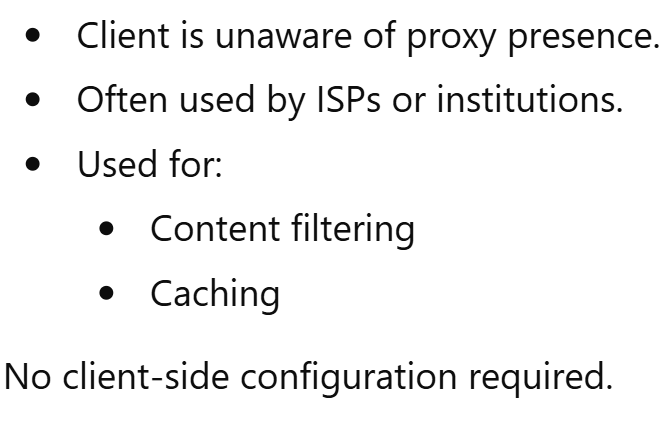 • Client is unaware of proxy presence.
• Often used by ISPs or institutions.
• Used for:
• Content filtering
• Caching
No client-side configuration required.